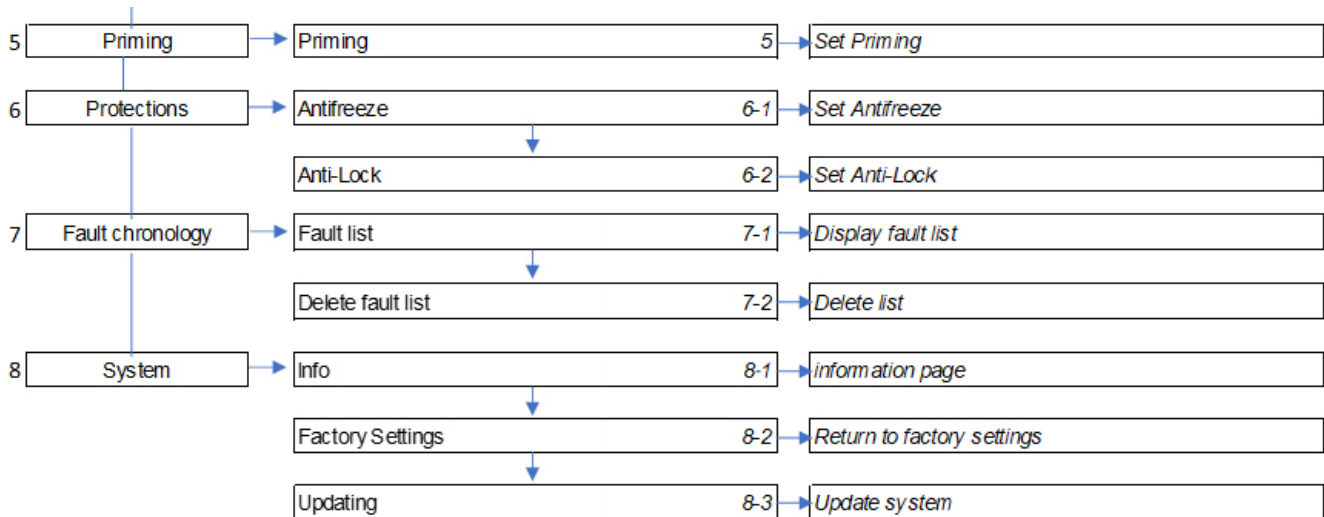 5 Priming Priming 5 Set Priming
6 Protections Antifreeze 6-1 Set Antifreeze
Anti-Lock 6-2 Set Anti-Lock
7 Fault chronology Fault list 7-1 Display fault list
Delete fault list 7-2 Delete list
8 System Info 8-1 information page
Factory Settings 8-2 Return to factory settings
Updating 8-3 Update system